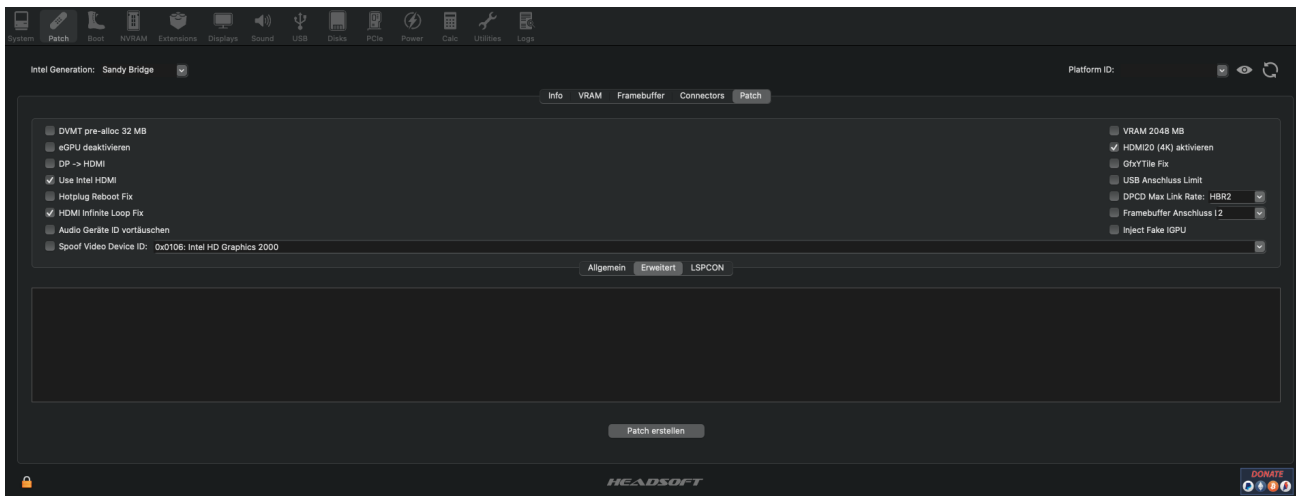 System Patch Boot NVRAM Extensions Displays Sound USB Disks PCIe Power Calc Utilities Logs
Intel Generation: Sandy Bridge Platform ID:
Info VRAM Framebuffer Connectors Patch
DVMT pre-alloc 32 MB VRAM 2048 MB
eGPU deaktivieren HDMI20 (4K) aktivieren
DP -> HDMI GfxYTile Fix
Use Intel HDMI USB Anschluss Limit
Hotplug Reboot Fix DPCD Max Link Rate: HBR2
HDMI Infinite Loop Fix Framebuffer Anschluss l 2
Audio Geräte ID vortäuschen Inject Fake IGPU
Spoof Video Device ID: 0x0106: Intel HD Graphics 2000
Allgemein Erweitert LSPCON
Patch erstellen
HEADSOFT
DONATE